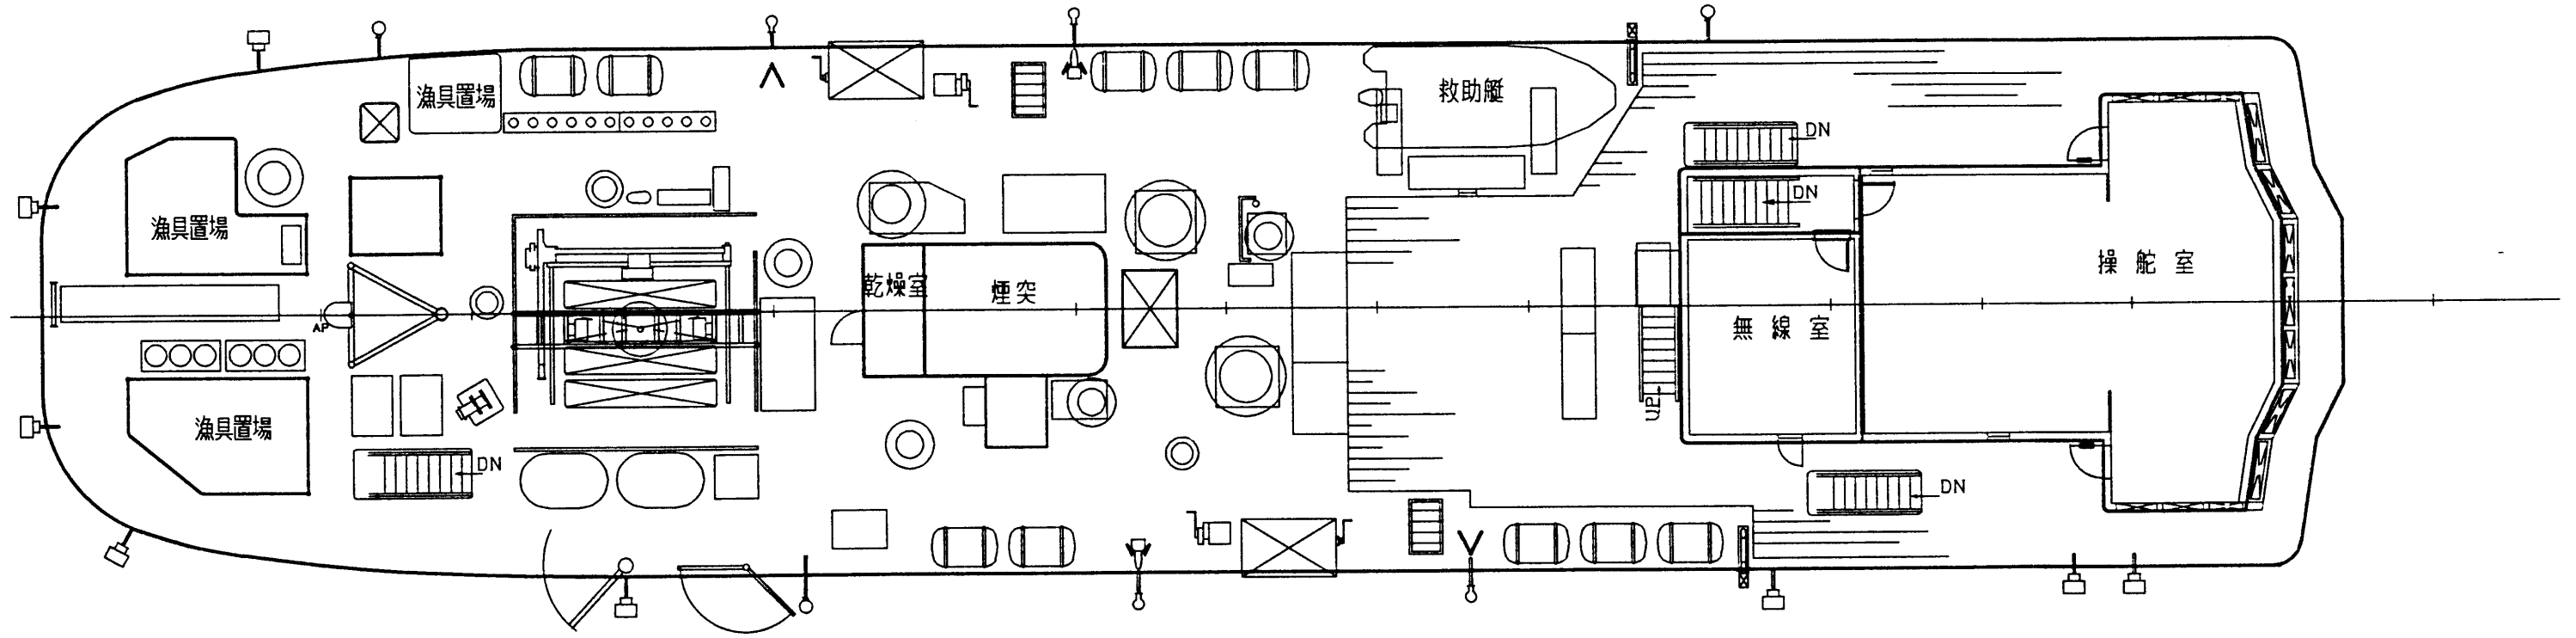 漁具置場
救助艇
DN
漁具置場
DN
乾燥室
煙突
操舵室
AP
無線室
UP
漁具置場
DN
DN